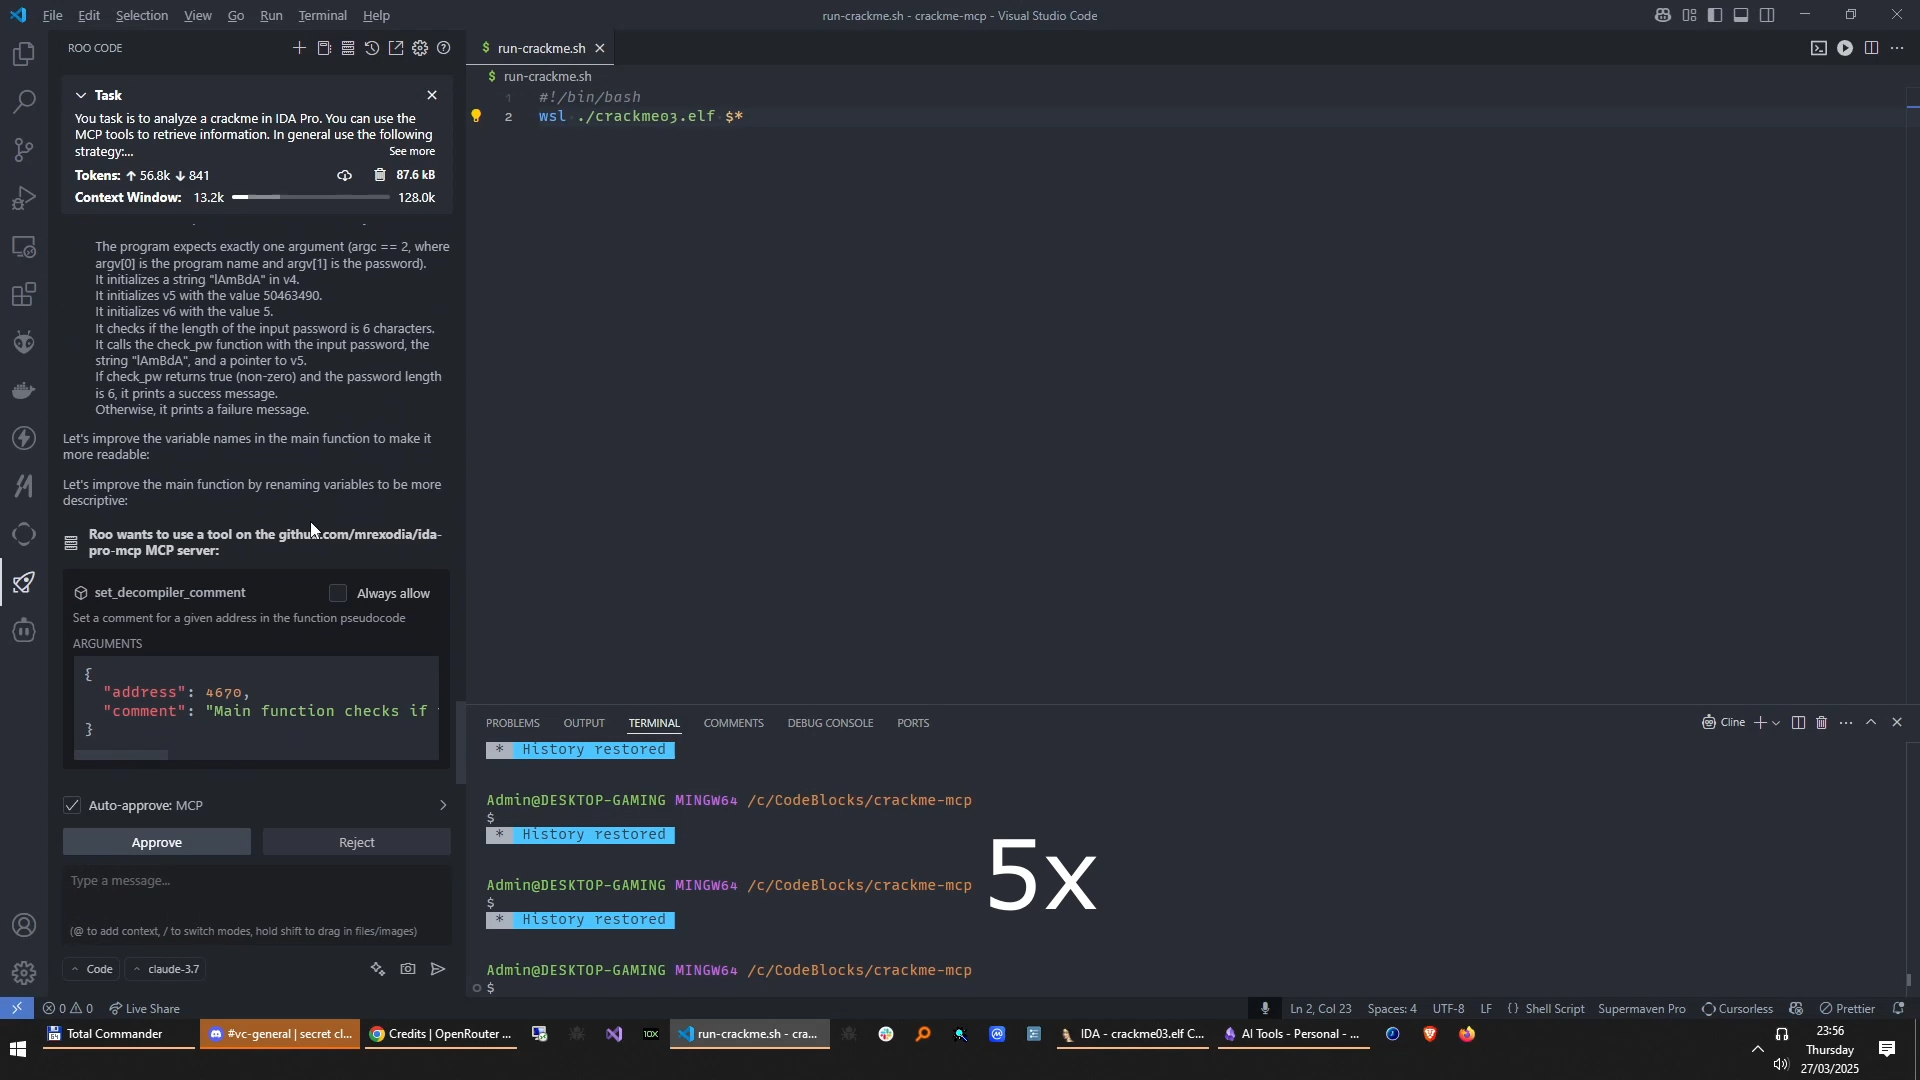 File Edit Selection View Go Run Terminal Help
run-crackme.sh - crackme-mcp - Visual Studio Code
ROO CODE
Task
You task is to analyze a crackme in IDA Pro. You can use the
MCP tools to retrieve information. In general use the following
strategy:...
See more
Tokens: ↑ 56.8k ↓ 841
87.6 kB
Context Window: 13.2k 128.0k
The program expects exactly one argument (argc == 2, where
argv[0] is the program name and argv[1] is the password).
It initializes a string "lAmBdA" in v4.
It initializes v5 with the value 50463490.
It initializes v6 with the value 5.
It checks if the length of the input password is 6 characters.
It calls the check_pw function with the input password, the
string "lAmBdA", and a pointer to v5.
If check_pw returns true (non-zero) and the password length
is 6, it prints a success message.
Otherwise, it prints a failure message.
Let's improve the variable names in the main function to make it
more readable:
Let's improve the main function by renaming variables to be more
descriptive:
Roo wants to use a tool on the github.com/mrexodia/ida-
pro-mcp MCP server:
set_decompiler_comment
Always allow
Set a comment for a given address in the function pseudocode
ARGUMENTS
{
"address": 4670,
"comment": "Main function checks if
}
Auto-approve: MCP
Approve
Reject
Type a message...
(@ to add context, / to switch modes, hold shift to drag in files/images)
Code
claude-3.7
$ run-crackme.sh
$ run-crackme.sh
1 #!/bin/bash
2 wsl ./crackme03.elf $*
PROBLEMS OUTPUT TERMINAL COMMENTS DEBUG CONSOLE PORTS
Cline
* History restored
Admin@DESKTOP-GAMING MINGW64 /c/CodeBlocks/crackme-mcp
$
* History restored
Admin@DESKTOP-GAMING MINGW64 /c/CodeBlocks/crackme-mcp
$
* History restored
Admin@DESKTOP-GAMING MINGW64 /c/CodeBlocks/crackme-mcp
$
5x
0 0 Live Share
Ln 2, Col 23 Spaces: 4 UTF-8 LF {} Shell Script Supermaven Pro Cursorless Prettier
Total Commander
#vc-general | secret cl...
Credits | OpenRouter ...
10X
run-crackme.sh - cra...
IDA - crackme03.elf C...
AI Tools - Personal - ...
23:56
Thursday
27/03/2025